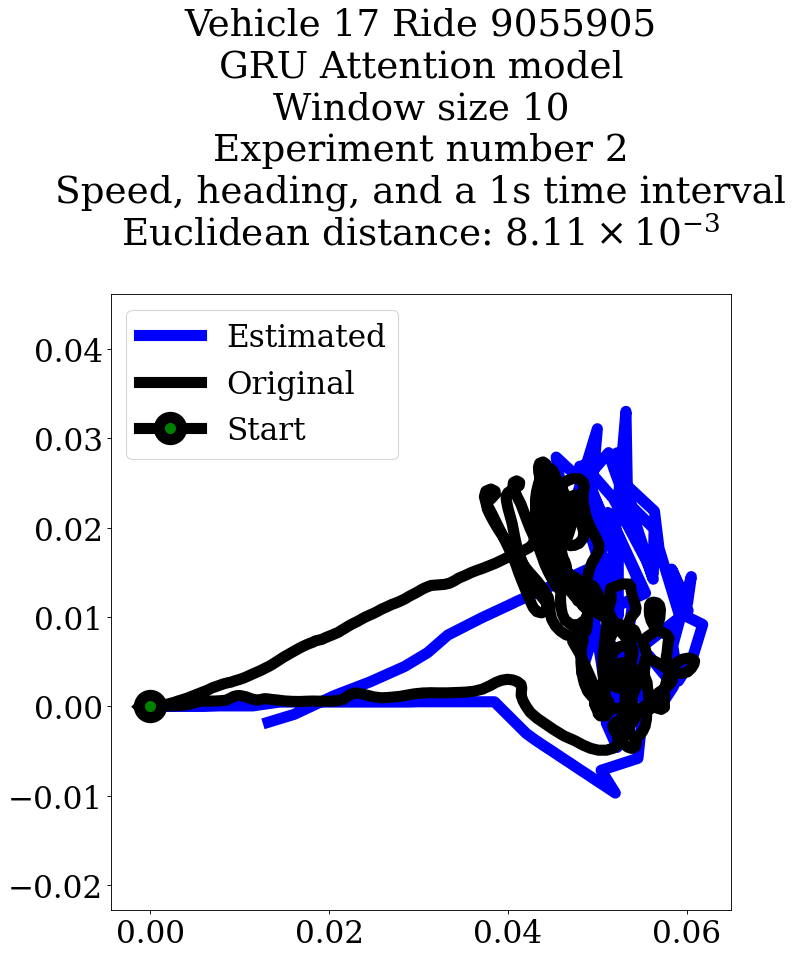 Vehicle 17 Ride 9055905
GRU Attention model
Window size 10
Experiment number 2
Speed, heading, and a 1s time interval
Euclidean distance: 8.11 × 10⁻³
Estimated
Original
Start
0.04
0.03
0.02
0.01
0.00
−0.01
−0.02
0.00 0.02 0.04 0.06